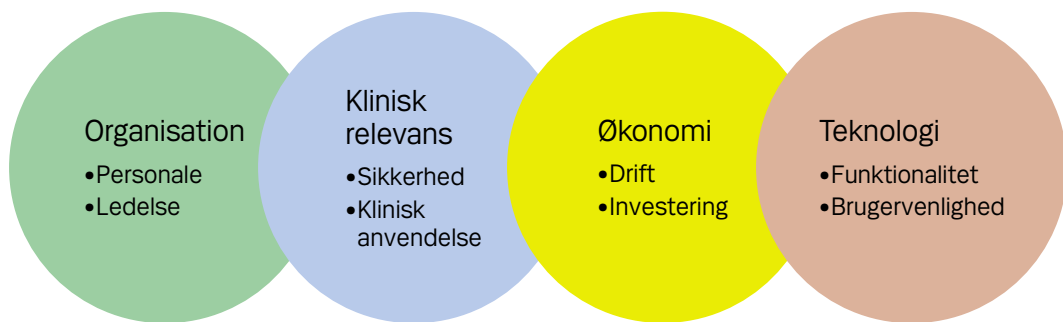 Organisation
•Personale
•Ledelse
Klinisk
relevans
•Sikkerhed
•Klinisk
anvendelse
Økonomi
•Drift
•Investering
Teknologi
•Funktionalitet
•Brugervenlighed